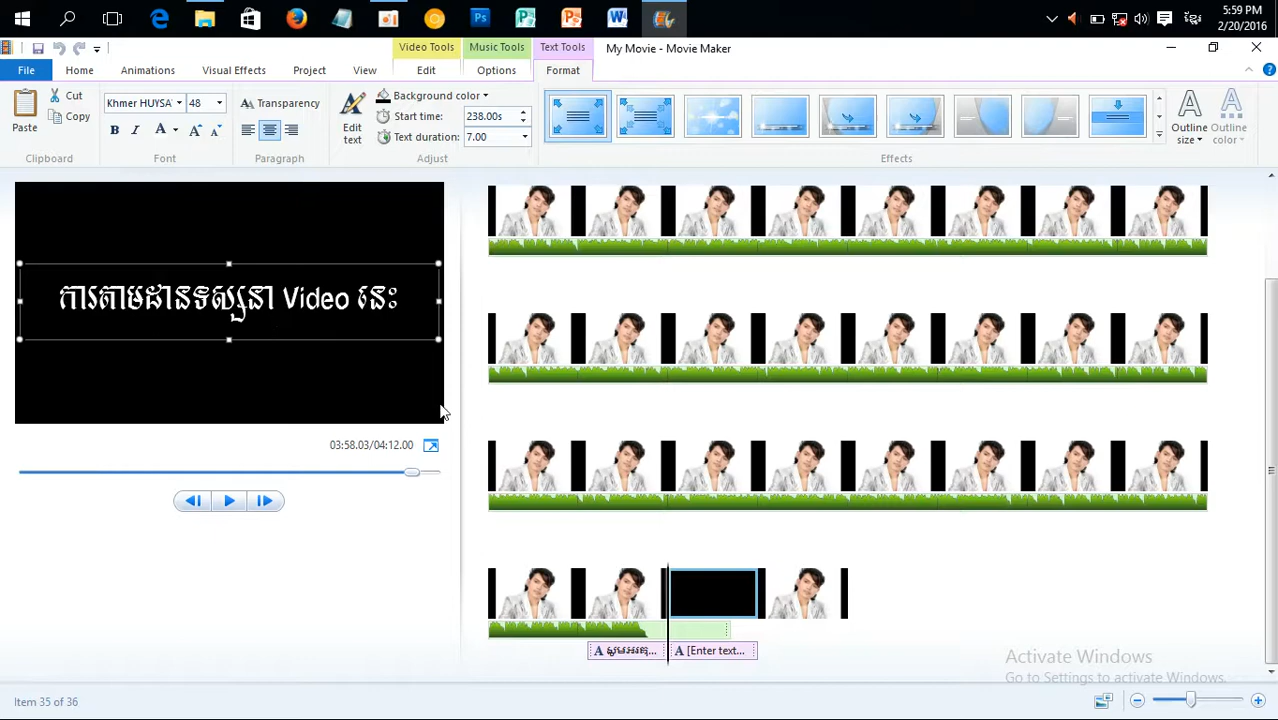 5:59 PM
2/20/2016
Video Tools
Music Tools
Text Tools
My Movie - Movie Maker
File
Home
Animations
Visual Effects
Project
View
Edit
Options
Format
Paste
Cut
Copy
Clipboard
Khmer HUYSA
48
Font
Transparency
Paragraph
Edit text
Background color
Start time: 238.00s
Text duration: 7.00
Adjust
Effects
Outline size
Outline color
ការតាមដានទស្សនា Video នេះ
03:58.03/04:12.00
A [Enter text...
Activate Windows
Go to Settings to activate Windows.
Item 35 of 36